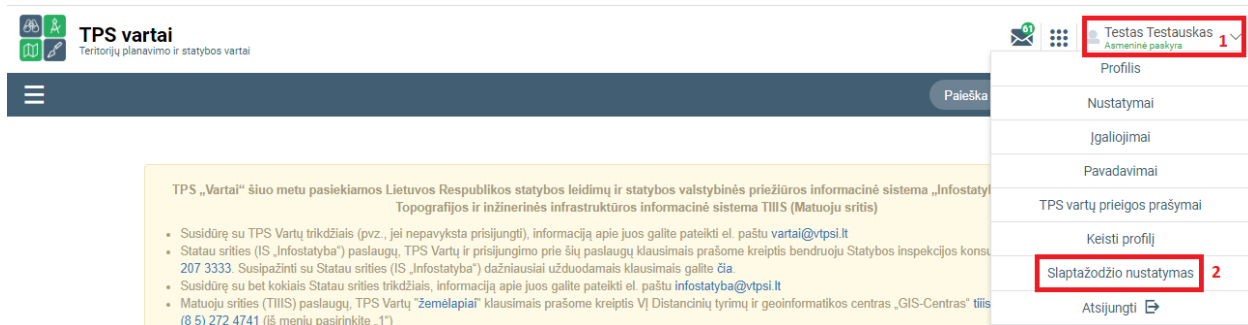 TPS vartai
Teritorijų planavimo ir statybos vartai
61
Testas Testauskas
Asmeninė paskyra
1
Paieška
Profilis
Nustatymai
Įgaliojimai
Pavadavimai
TPS vartų prieigos prašymai
Keisti profilį
Slaptažodžio nustatymas 2
Atsijungti
TPS „Vartai“ šiuo metu pasiekiamos Lietuvos Respublikos statybos leidimų ir statybos valstybinės priežiūros informacinė sistema „Infostatyb
Topografijos ir inžinerinės infrastruktūros informacinė sistema TIIIS (Matuoju sritis)
• Susidūrę su TPS Vartų trikdžiais (pvz., jei nepavyksta prisijungti), informaciją apie juos galite pateikti el. paštu vartai@vtpsi.lt
• Statau srities (IS „Infostatyba“) paslaugų, TPS Vartų ir prisijungimo prie šių paslaugų klausimais prašome kreiptis bendruoju Statybos inspekcijos konsu
207 3333. Susipažinti su Statau srities (IS „Infostatyba“) dažniausiai užduodamais klausimais galite čia.
• Susidūrę su bet kokiais Statau srities trikdžiais, informaciją apie juos galite pateikti el. paštu infostatyba@vtpsi.lt
• Matuoju srities (TIIIS) paslaugų, TPS Vartų "žemėlapiai" klausimais prašome kreiptis VĮ Distancinių tyrimų ir geoinformatikos centras „GIS-Centras“ tiiis
(8 5) 272 4741 (iš meniu pasirinkite „1“)